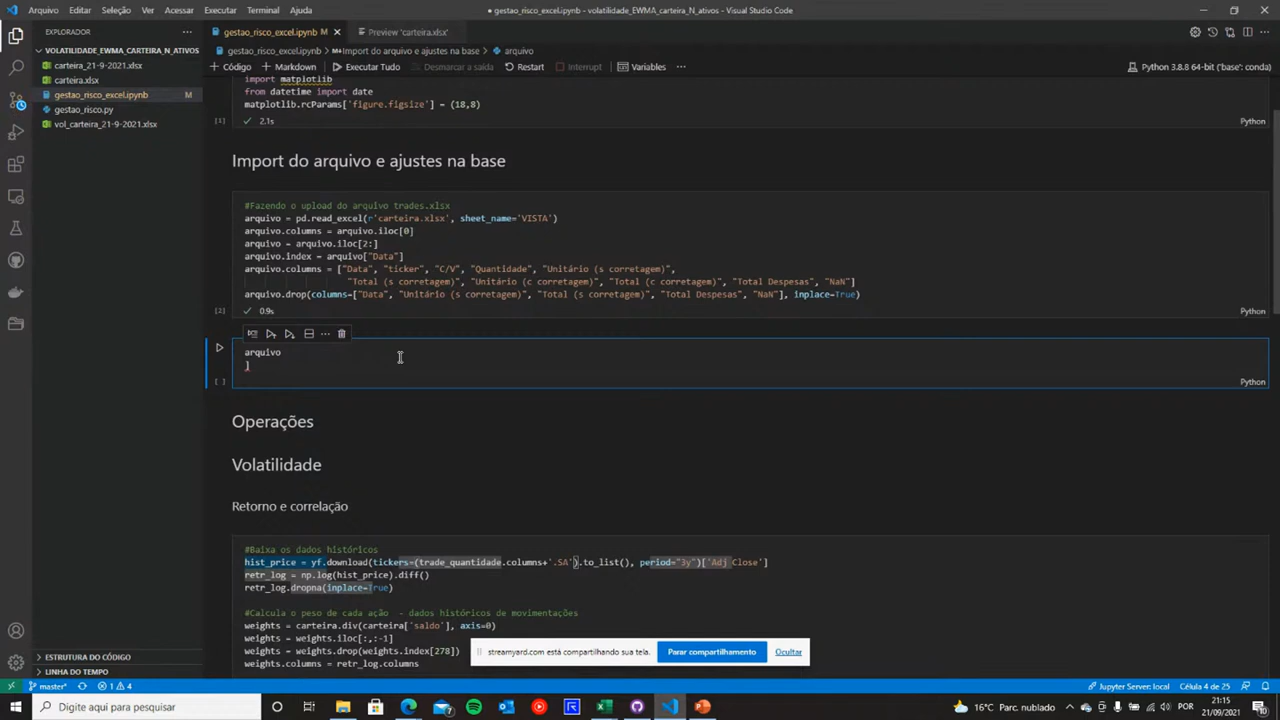 Arquivo Editar Seleção Ver Acessar Executar Terminal Ajuda
● gestao_risco_excel.ipynb - volatilidade_EWMA_carteira_N_ativos - Visual Studio Code
EXPLORADOR
gestao_risco_excel.ipynb M
Preview 'carteira.xlsx'
VOLATILIDADE_EWMA_CARTEIRA_N_ATIVOS
gestao_risco_excel.ipynb > Import do arquivo e ajustes na base > arquivo
carteira_21-9-2021.xlsx
carteira.xlsx
gestao_risco_excel.ipynb M
gestao_risco.py
vol_carteira_21-9-2021.xlsx
+ Código + Markdown Executar Tudo Desmarcar a saída Restart Interrupt Variables ...
Python 3.8.8 64-bit ('base': conda)
import matplotlib
from datetime import date
matplotlib.rcParams['figure.figsize'] = (18,8)
[1] ✓ 2.1s
Python
Import do arquivo e ajustes na base
#Fazendo o upload do arquivo trades.xlsx
arquivo = pd.read_excel(r'carteira.xlsx', sheet_name='VISTA')
arquivo.columns = arquivo.iloc[0]
arquivo = arquivo.iloc[2:]
arquivo.index = arquivo["Data"]
arquivo.columns = ["Data", "ticker", "C/V", "Quantidade", "Unitário (s corretagem)",
"Total (s corretagem)", "Unitário (c corretagem)", "Total (c corretagem)", "Total Despesas", "NaN"]
arquivo.drop(columns=["Data", "Unitário (s corretagem)", "Total (s corretagem)", "Total Despesas", "NaN"], inplace=True)
[2] ✓ 0.9s
arquivo
]
[ ]
Python
Operações
Volatilidade
Retorno e correlação
#Baixa os dados históricos
hist_price = yf.download(tickers=(trade_quantidade.columns+'.SA').to_list(), period="3y")['Adj Close']
retr_log = np.log(hist_price).diff()
retr_log.dropna(inplace=True)
#Calcula o peso de cada ação - dados históricos de movimentações
weights = carteira.div(carteira['saldo'], axis=0)
weights = weights.iloc[:,:-1]
weights = weights.drop(weights.index[278])
weights.columns = retr_log.columns
streamyard.com está compartilhando sua tela.
Parar compartilhamento
Ocultar
ESTRUTURA DO CÓDIGO
LINHA DO TEMPO
master* 1 4
Jupyter Server: local
Célula 4 de 25
Digite aqui para pesquisar
16°C Parc. nublado
POR
21:15
21/09/2021